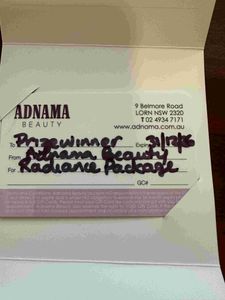 ADNAMA
BEAUTY
9 Belmore Road
LORN NSW 2320
T 02 4934 7171
www.adnama.com.au
To Prizewinner
Expires
From Adnama Beauty
For Radiance Package
GC#